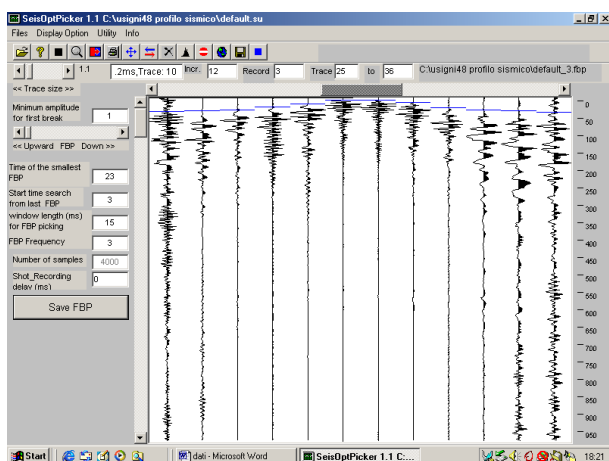 SeisOptPicker 1.1 C:\usigni48 profilo sismico\default.su
Files Display Option Utility Info
1.1 .2ms,Trace: 10 Incr. 12 Record 3 Trace 25 to 36 C:\usigni48 profilo sismico\default_3.fbp
<< Trace size >>
Minimum amplitude
for first break 1
<< Upward FBP Down >>
Time of the smallest
FBP 23
Start time search
from last FBP 3
window length (ms)
for FBP picking 15
FBP Frequency 3
Number of samples 4000
Shot_Recording
delay (ms) 0
Save FBP
0
50
100
150
200
250
300
350
400
450
500
550
600
650
700
750
800
850
900
950
Start dati - Microsoft Word SeisOptPicker 1.1 C:... 18:21